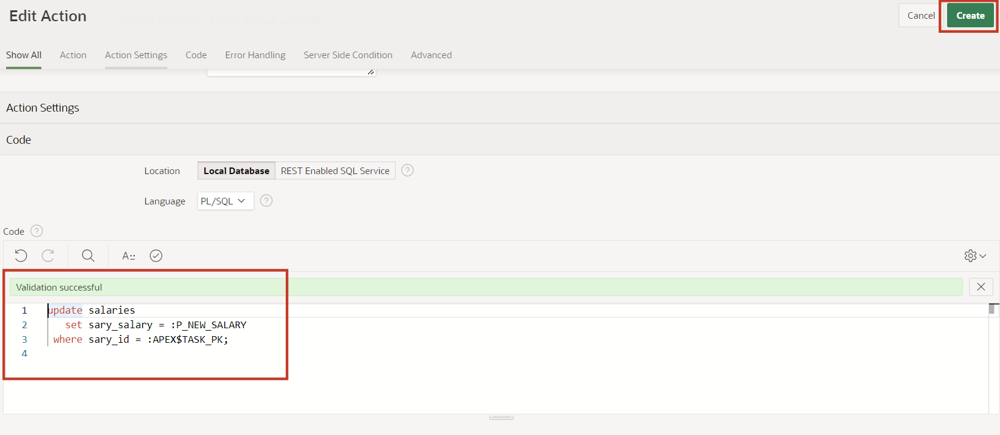 Edit Action
Cancel
Create
Show All Action Action Settings Code Error Handling Server Side Condition Advanced
Action Settings
Code
Location Local Database REST Enabled SQL Service ?
Language PL/SQL ?
Code ?
A::
Validation successful
1 update salaries
2 set sary_salary = :P_NEW_SALARY
3 where sary_id = :APEX$TASK_PK;
4